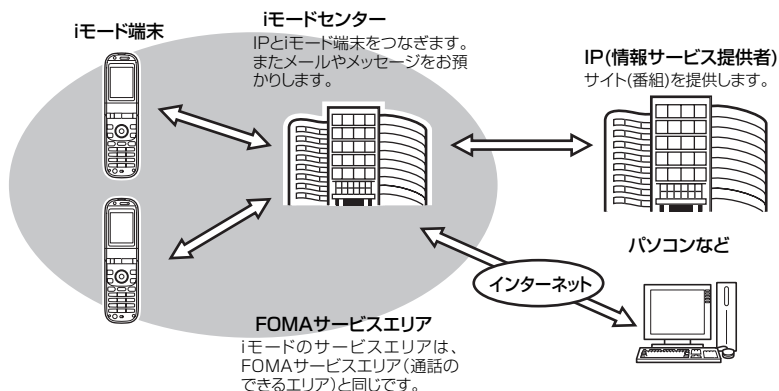 iモード端末
iモードセンター
IPとiモード端末をつなぎます。
またメールやメッセージをお預
かりします。
IP(情報サービス提供者)
サイト(番組)を提供します。
パソコンなど
インターネット
FOMAサービスエリア
iモードのサービスエリアは、
FOMAサービスエリア(通話の
できるエリア)と同じです。